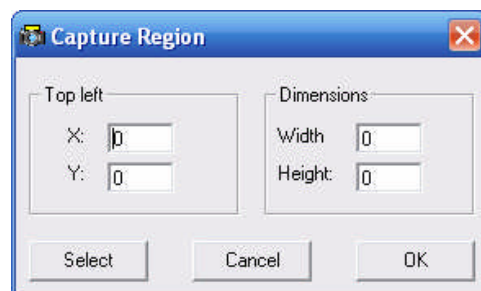 Capture Region
Top left
X: 0
Y: 0
Dimensions
Width 0
Height: 0
Select Cancel OK